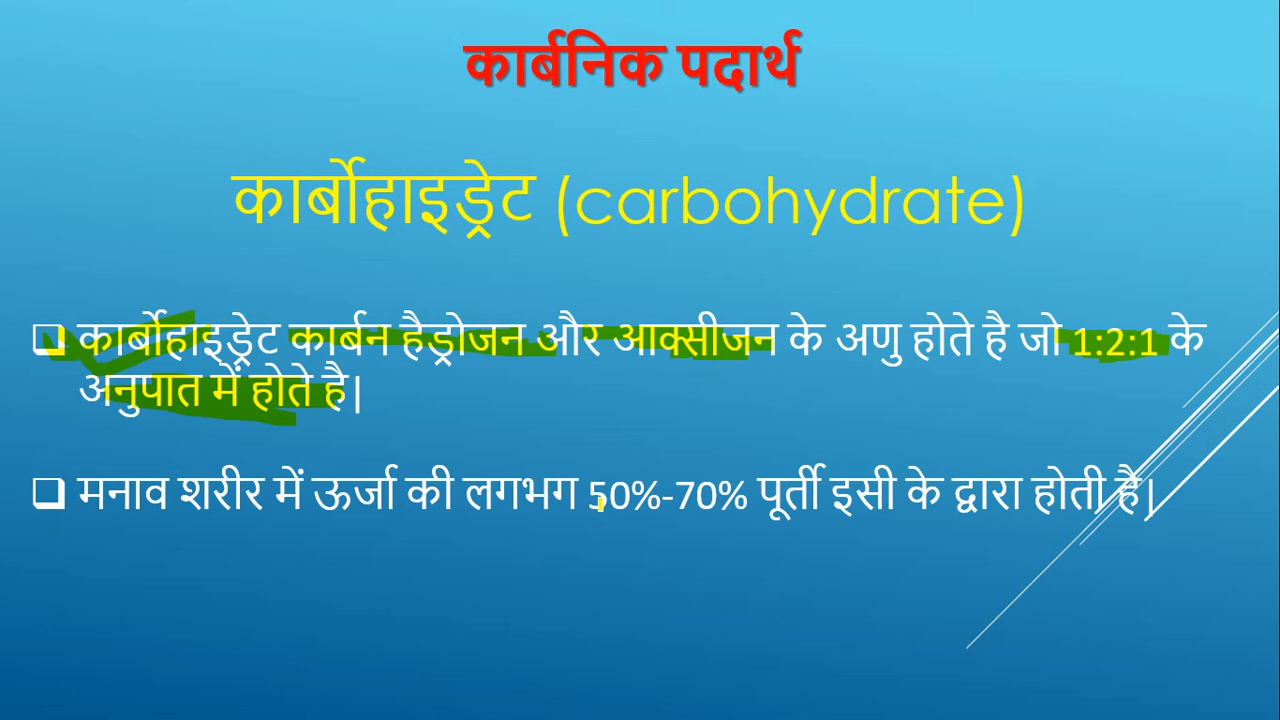 कार्बनिक पदार्थ
कार्बोहाइड्रेट (carbohydrate)
कार्बोहाइड्रेट कार्बन हैड्रोजन और आक्सीजन के अणु होते है जो 1:2:1 के
अनुपात में होते है|
मनाव शरीर में ऊर्जा की लगभग 50%-70% पूर्ती इसी के द्वारा होती है|